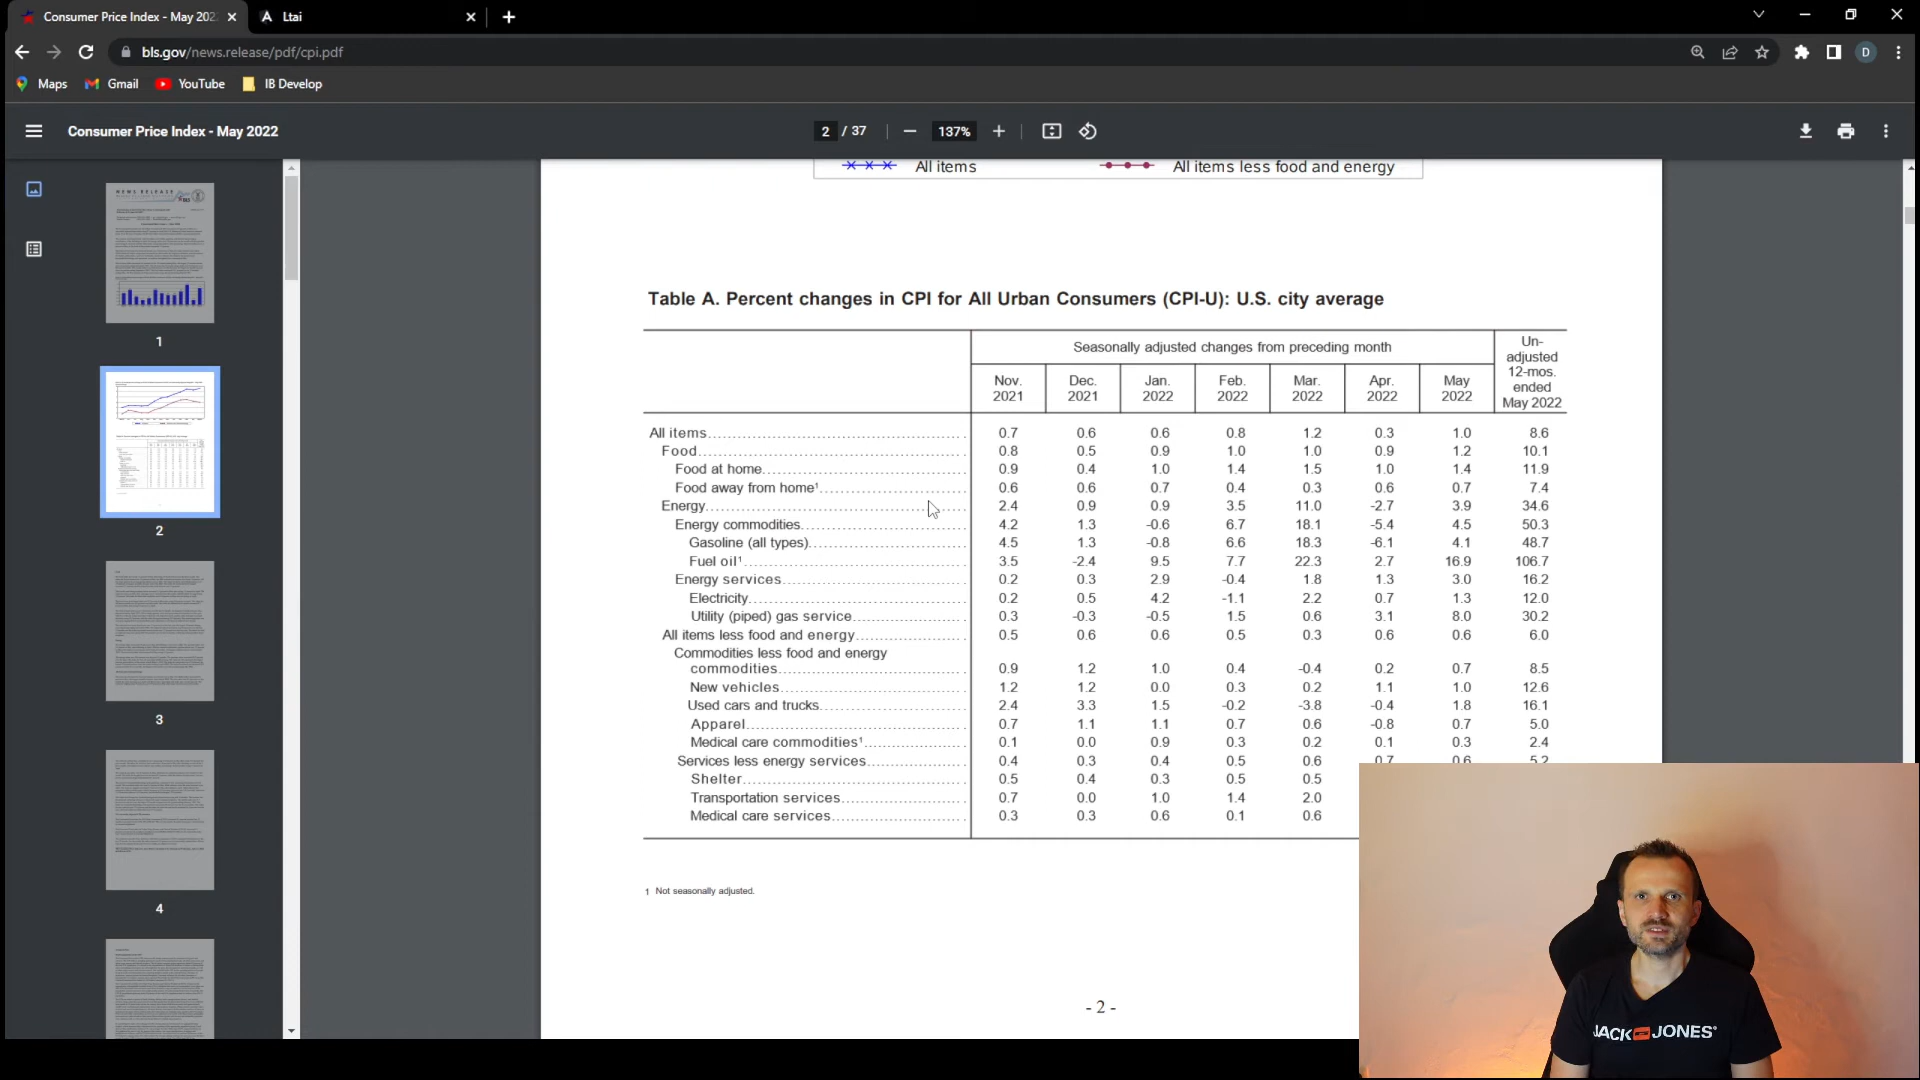 Consumer Price Index - May 202
Ltai
bls.gov/news.release/pdf/cpi.pdf
D
Maps Gmail YouTube IB Develop
Consumer Price Index - May 2022
2 / 37
137%
All items All items less food and energy
Table A. Percent changes in CPI for All Urban Consumers (CPI-U): U.S. city average
Seasonally adjusted changes from preceding month
Un-
adjusted
12-mos.
ended
May 2022
Nov. 2021 Dec. 2021 Jan. 2022 Feb. 2022 Mar. 2022 Apr. 2022 May 2022
All items 0.7 0.6 0.6 0.8 1.2 0.3 1.0 8.6
Food 0.8 0.5 0.9 1.0 1.0 0.9 1.2 10.1
Food at home 0.9 0.4 1.0 1.4 1.5 1.0 1.4 11.9
Food away from home¹ 0.6 0.6 0.7 0.4 0.3 0.6 0.7 7.4
Energy 2.4 0.9 0.9 3.5 11.0 -2.7 3.9 34.6
Energy commodities 4.2 1.3 -0.6 6.7 18.1 -5.4 4.5 50.3
Gasoline (all types) 4.5 1.3 -0.8 6.6 18.3 -6.1 4.1 48.7
Fuel oil¹ 3.5 -2.4 9.5 7.7 22.3 2.7 16.9 106.7
Energy services 0.2 0.3 2.9 -0.4 1.8 1.3 3.0 16.2
Electricity 0.2 0.5 4.2 -1.1 2.2 0.7 1.3 12.0
Utility (piped) gas service 0.3 -0.3 -0.5 1.5 0.6 3.1 8.0 30.2
All items less food and energy 0.5 0.6 0.6 0.5 0.3 0.6 0.6 6.0
Commodities less food and energy
commodities 0.9 1.2 1.0 0.4 -0.4 0.2 0.7 8.5
New vehicles 1.2 1.2 0.0 0.3 0.2 1.1 1.0 12.6
Used cars and trucks 2.4 3.3 1.5 -0.2 -3.8 -0.4 1.8 16.1
Apparel 0.7 1.1 1.1 0.7 0.6 -0.8 0.7 5.0
Medical care commodities¹ 0.1 0.0 0.9 0.3 0.2 0.1 0.3 2.4
Services less energy services 0.4 0.3 0.4 0.5 0.6 0.7 0.6 5.2
Shelter 0.5 0.4 0.3 0.5 0.5
Transportation services 0.7 0.0 1.0 1.4 2.0
Medical care services 0.3 0.3 0.6 0.1 0.6
1 Not seasonally adjusted.
- 2 -
1
2
3
4
JACK JONES®